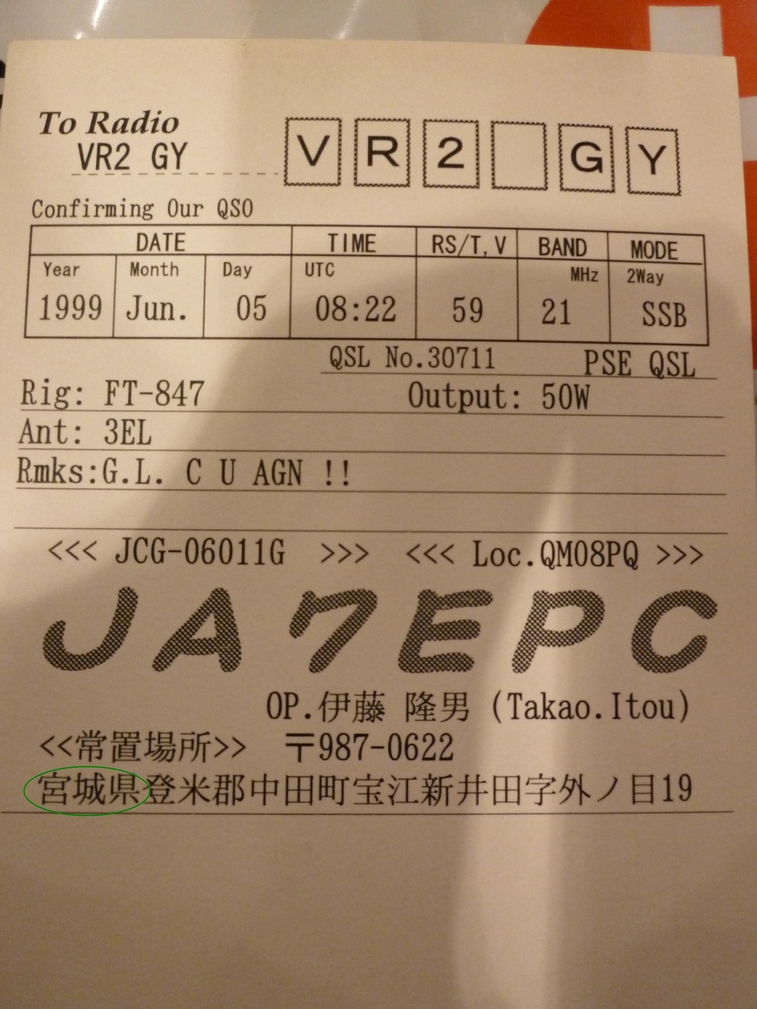 To Radio
VR2 GY
V R 2 G Y
Confirming Our QSO
DATE TIME RS/T,V BAND MODE
Year Month Day UTC MHz 2Way
1999 Jun. 05 08:22 59 21 SSB
QSL No.30711 PSE QSL
Rig: FT-847 Output: 50W
Ant: 3EL
Rmks:G.L. C U AGN !!
<<< JCG-06011G >>> <<< Loc.QM08PQ >>>
JA7EPC
OP.伊藤 隆男 (Takao.Itou)
<<常置場所>> 〒987-0622
宮城県登米郡中田町宝江新井田字外ノ目19